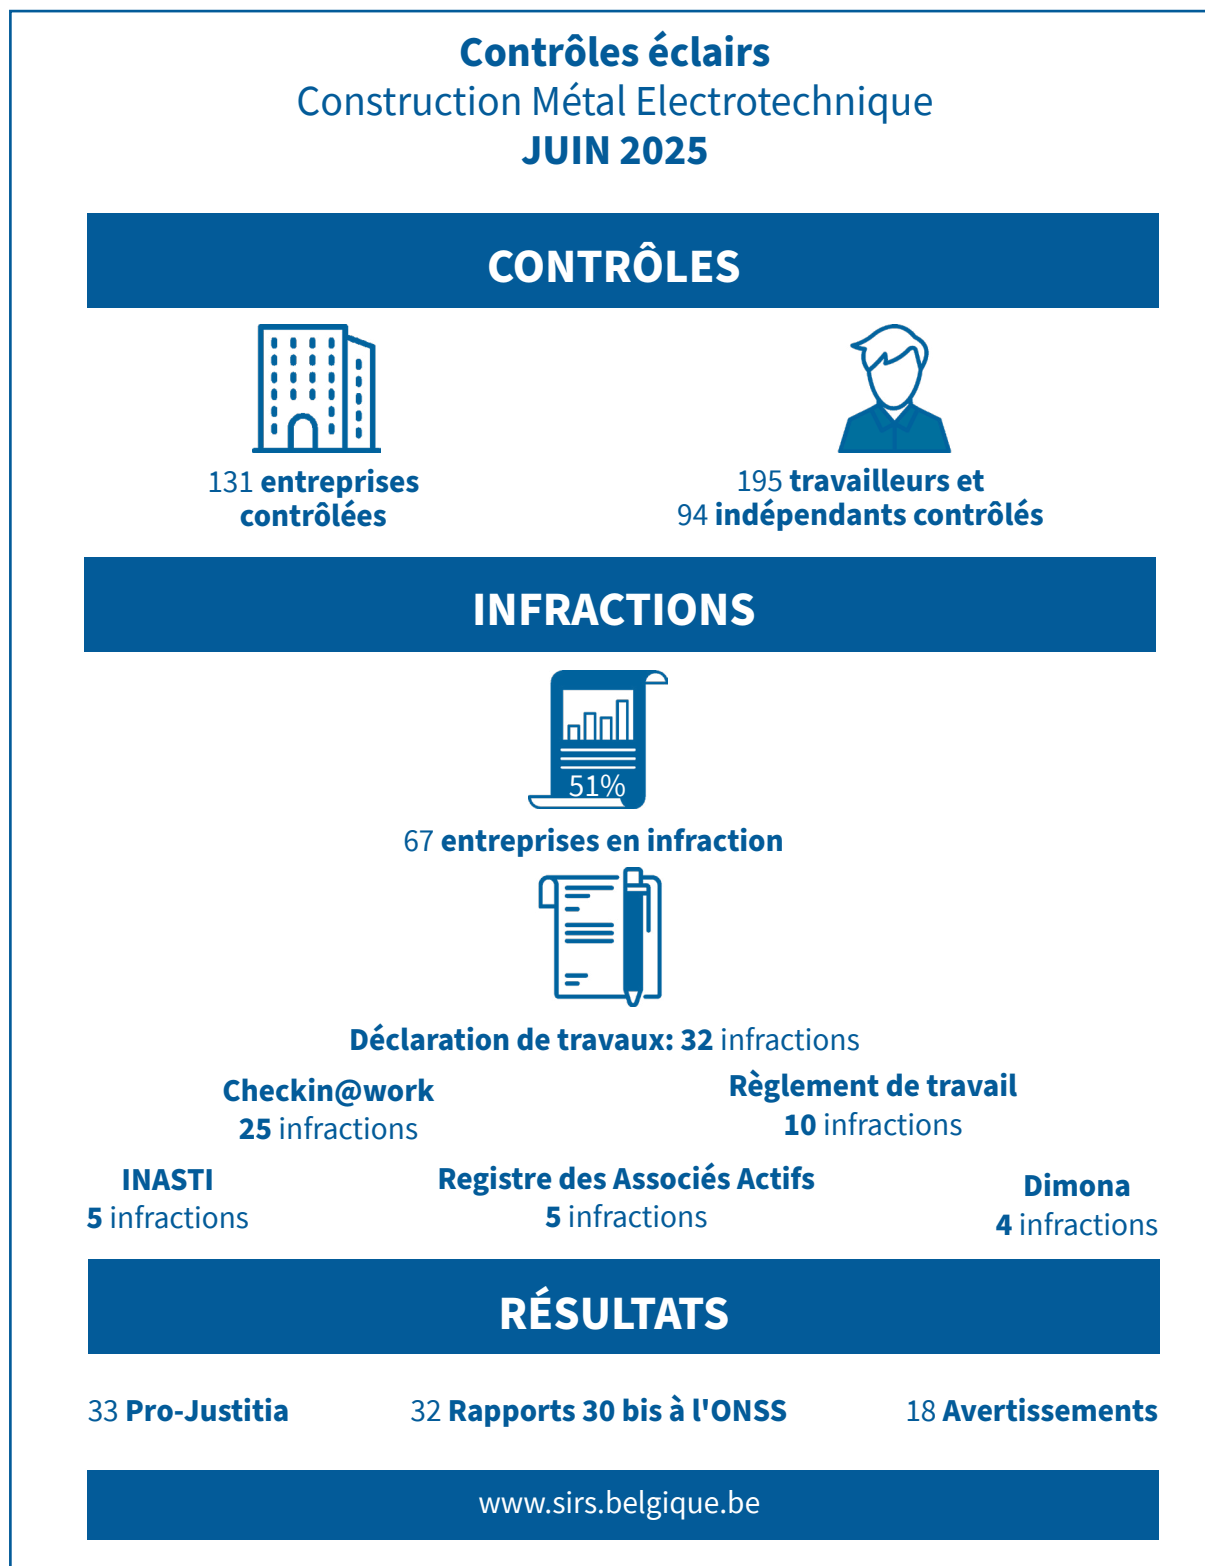 Contrôles éclairs
Construction Métal Electrotechnique
JUIN 2025
CONTRÔLES
131 entreprises
contrôlées
195 travailleurs et
94 indépendants contrôlés
INFRACTIONS
51%
67 entreprises en infraction
Déclaration de travaux: 32 infractions
Checkin@work
25 infractions
Règlement de travail
10 infractions
INASTI
5 infractions
Registre des Associés Actifs
5 infractions
Dimona
4 infractions
RÉSULTATS
33 Pro-Justitia
32 Rapports 30 bis à l'ONSS
18 Avertissements
www.sirs.belgique.be